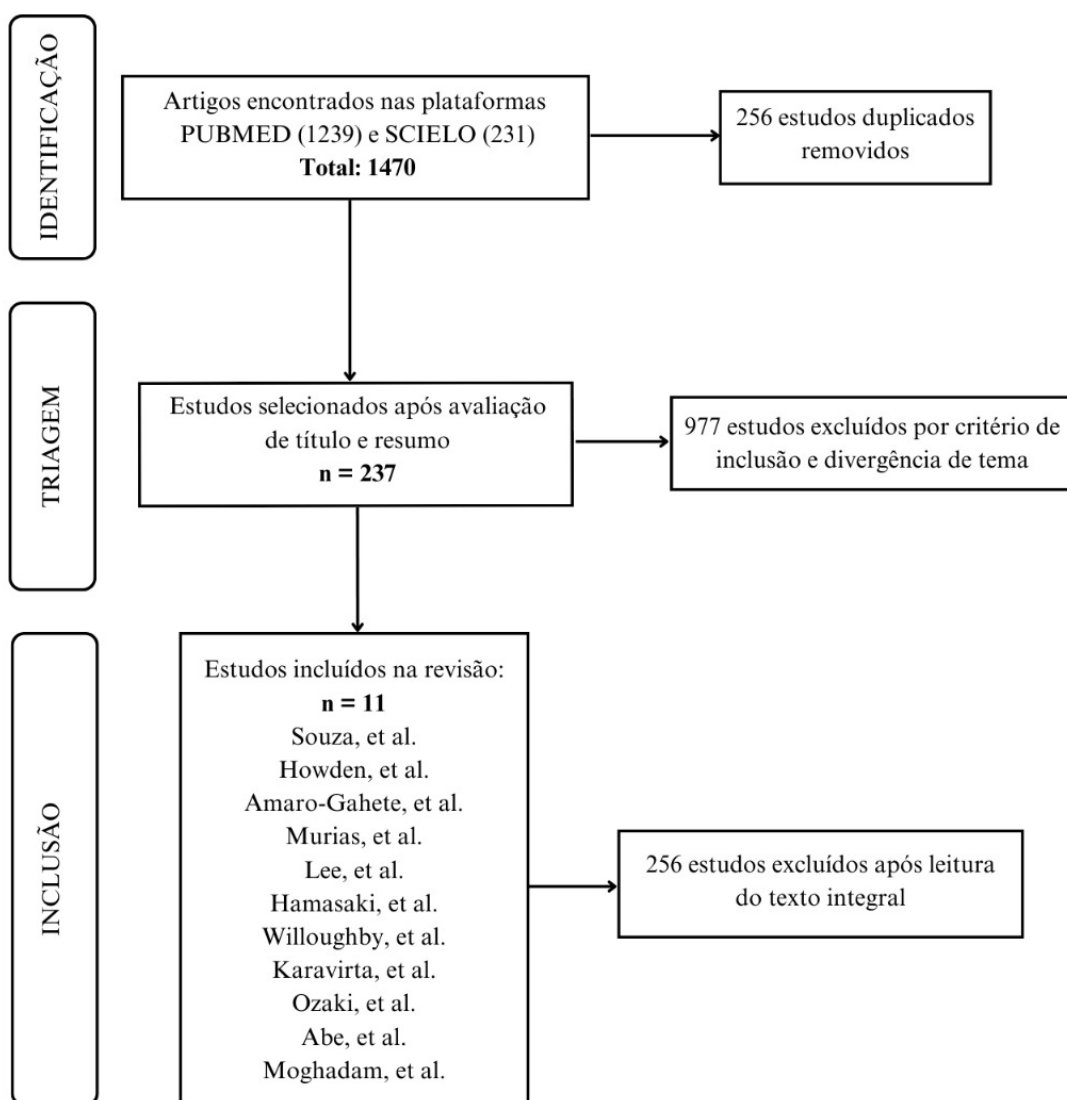 IDENTIFICAÇÃO
Artigos encontrados nas plataformas
PUBMED (1239) e SCIELO (231)
Total: 1470
256 estudos duplicados
removidos
TRIAGEM
Estudos selecionados após avaliação
de título e resumo
n = 237
977 estudos excluídos por critério de
inclusão e divergência de tema
INCLUSÃO
Estudos incluídos na revisão:
n = 11
Souza, et al.
Howden, et al.
Amaro-Gahete, et al.
Murias, et al.
Lee, et al.
Hamasaki, et al.
Willoughby, et al.
Karavirta, et al.
Ozaki, et al.
Abe, et al.
Moghadam, et al.
256 estudos excluídos após leitura
do texto integral